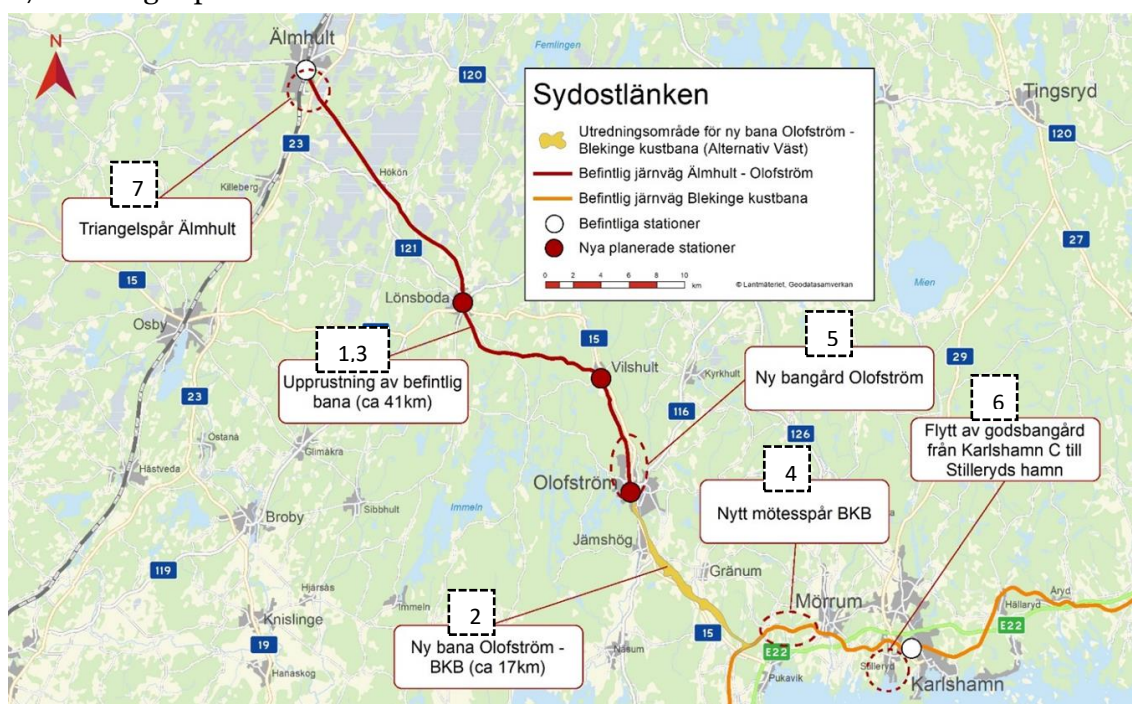 N
Älmhult
Femlingen
120
Tingsryd
120
Sydostlänken
Utredningsområde för ny bana Olofström -
Blekinge kustbana (Alternativ Väst)
Befintlig järnväg Älmhult - Olofström
Befintlig järnväg Blekinge kustbana
Befintliga stationer
Nya planerade stationer
0 2 4 6 8 10
km
© Lantmäteriet, Geodatasamverkan
23
Hökön
Killeberg
7
Triangelspår Älmhult
121
27
Mien
15
Lönsboda
Osby
1,3
Upprustning av befintlig
bana (ca 41km)
15
Vilshult
Kyrkhult
116
5
Ny bangård Olofström
29
6
Flytt av godsbangård
från Karlshamn C till
Stilleryds hamn
23
Ostanå
Glimåkra
Hästveda
126
4
Nytt mötesspår BKB
Olofström
Immeln
Sibbhult
Broby
Jämshög
Gränum
119
Mörrum
Hjärsås
Immeln
Knislinge
2
Ny bana Olofström -
BKB (ca 17km)
15
Näsum
E22
Pukavik
Stilleryd
Karlshamn
Hällaryd
Åryd
E22
19
Hanaskog